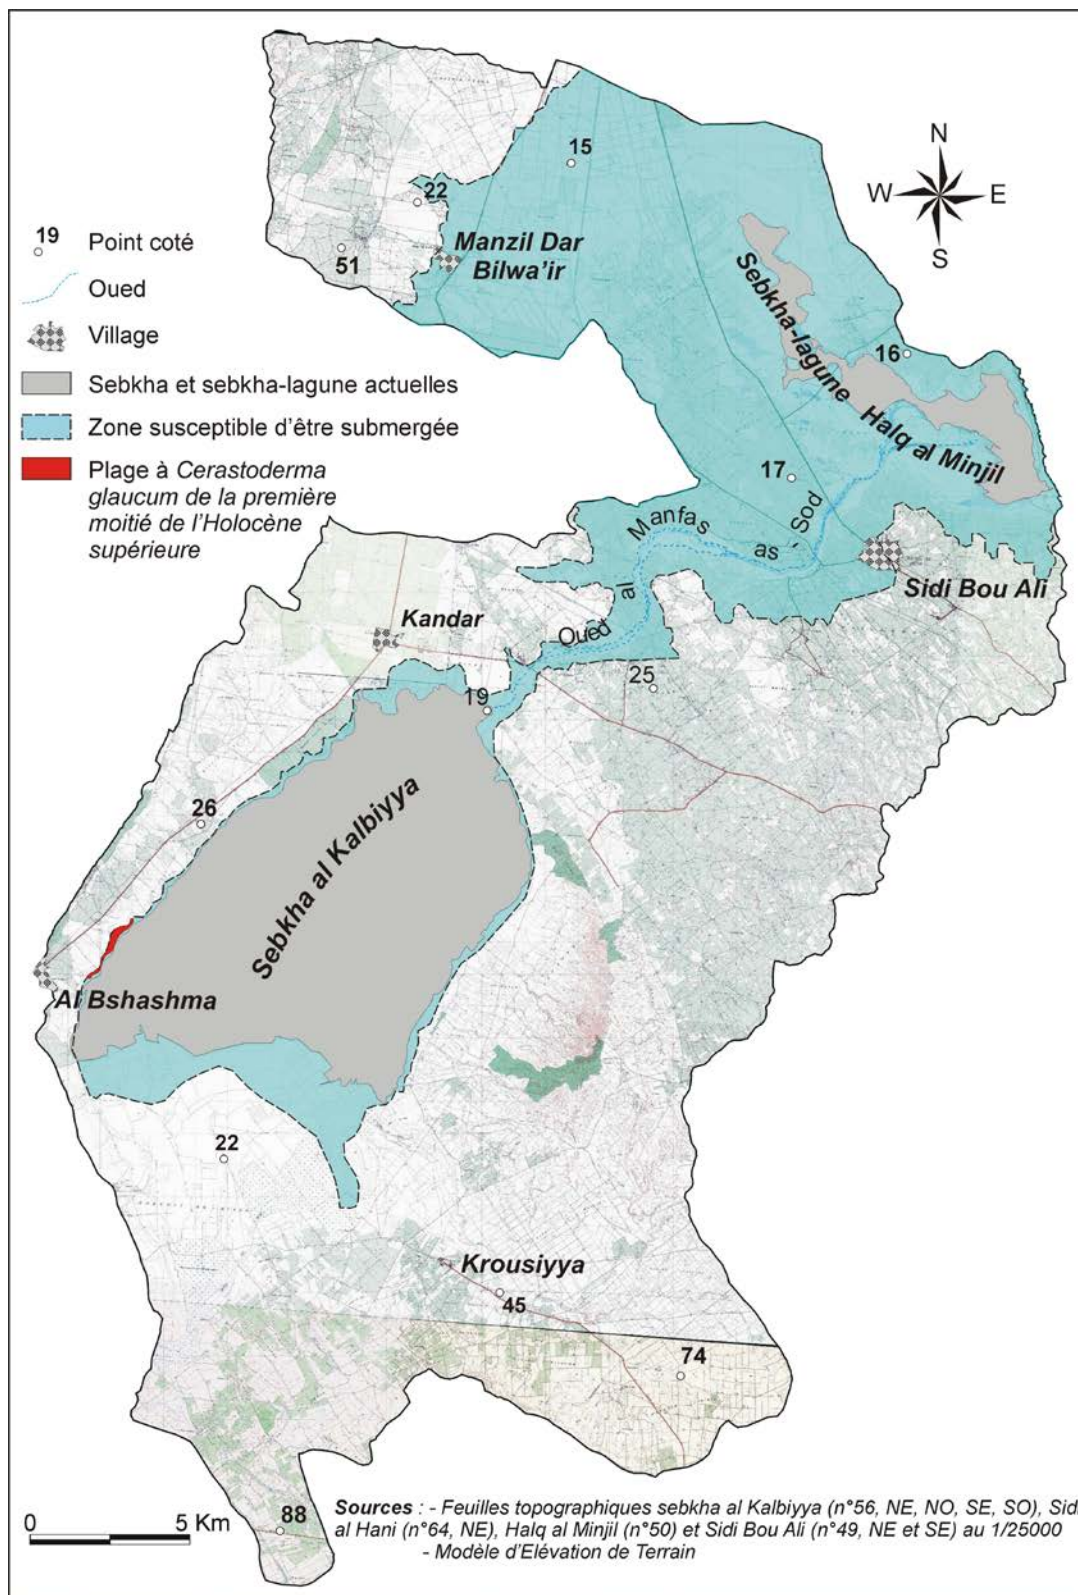 N
W
E
S
15
22
51
Manzil Dar
Bilwa'ir
19
Point coté
Oued
Village
Sebkha et sebkha-lagune actuelles
Zone susceptible d'être submergée
Plage à Cerastoderma
glaucum de la première
moitié de l'Holocène
supérieure
Sebkha-lagune Halq al Minjil
16
17
Oued al Manfas as-Sod
Sidi Bou Ali
Kandar
25
19
26
Sebkha al Kalbiyya
Al Bshashma
22
Krousiyya
45
74
88
0 5 Km
Sources : - Feuilles topographiques sebkha al Kalbiyya (n°56, NE, NO, SE, SO), Sid
al Hani (n°64, NE), Halq al Minjil (n°50) et Sidi Bou Ali (n°49, NE et SE) au 1/25000
- Modèle d'Elévation de Terrain